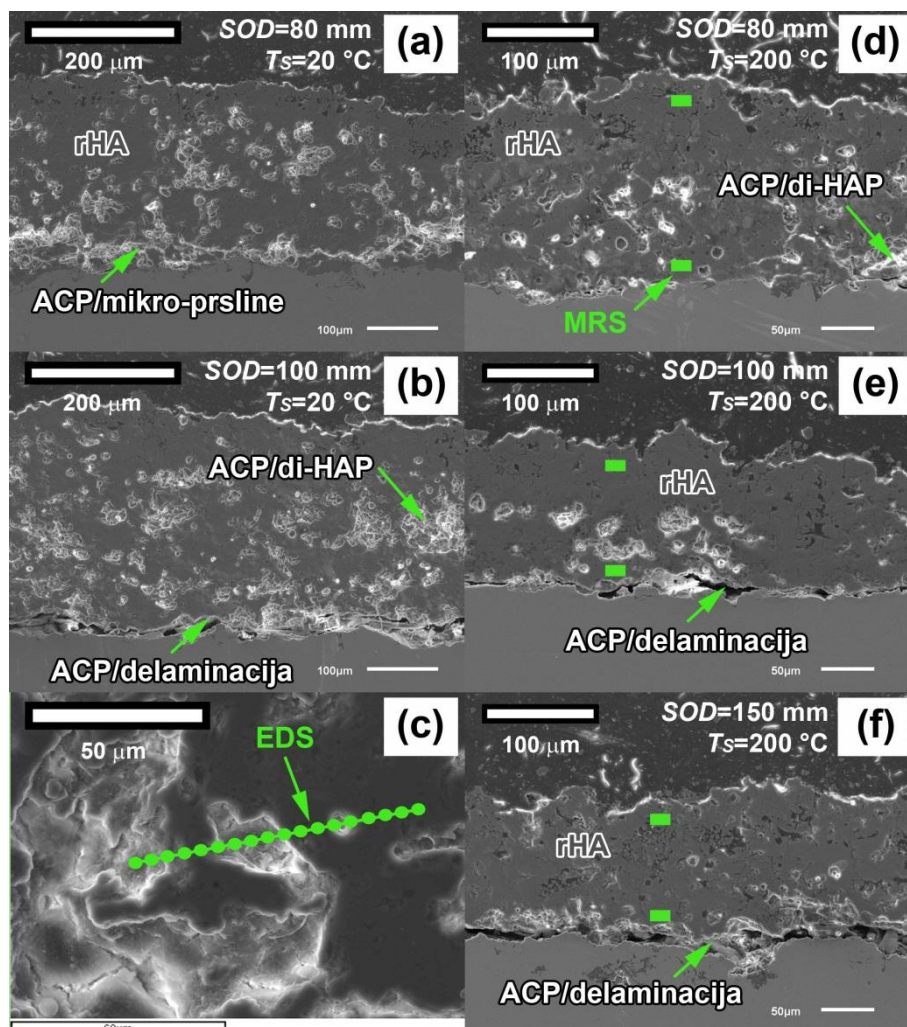 200 µm
SOD=80 mm
Ts=20 °C
(a)
rHA
ACP/mikro-prsline
100µm
100 µm
SOD=80 mm
Ts=200 °C
(d)
rHA
ACP/di-HAP
MRS
50µm
200 µm
SOD=100 mm
Ts=20 °C
(b)
ACP/di-HAP
ACP/delaminacija
100µm
100 µm
SOD=100 mm
Ts=200 °C
(e)
rHA
ACP/delaminacija
50µm
50 µm
(c)
EDS
60µm
100 µm
SOD=150 mm
Ts=200 °C
(f)
rHA
ACP/delaminacija
50µm